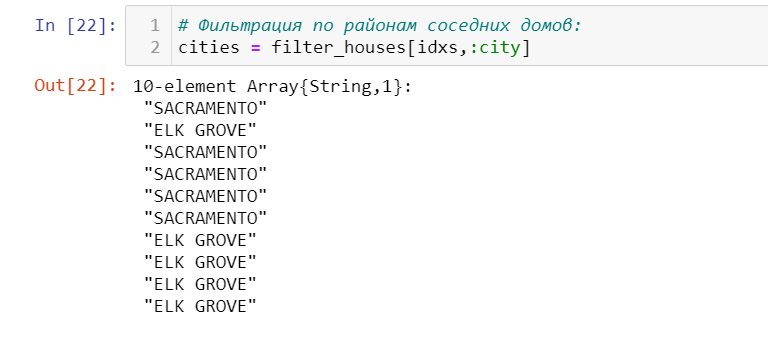 In [22]: 1 # Фильтрация по районам соседних домов:
2 cities = filter_houses[idxs,:city]
Out[22]: 10-element Array{String,1}:
"SACRAMENTO"
"ELK GROVE"
"SACRAMENTO"
"SACRAMENTO"
"SACRAMENTO"
"SACRAMENTO"
"ELK GROVE"
"ELK GROVE"
"ELK GROVE"
"ELK GROVE"